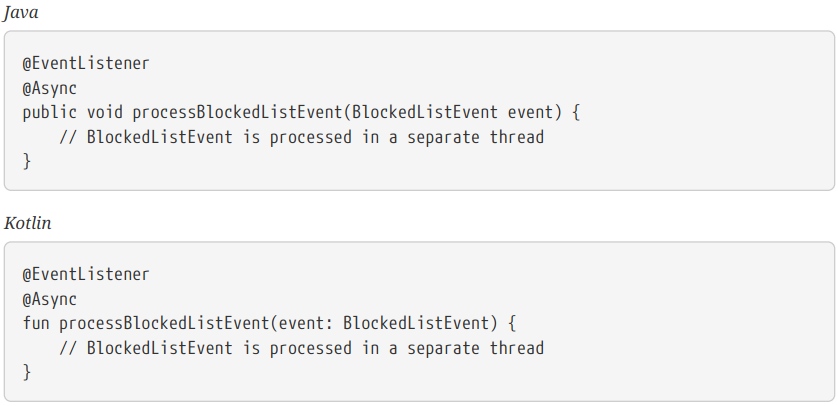 Java
@EventListener
@Async
public void processBlockedListEvent(BlockedListEvent event) {
    // BlockedListEvent is processed in a separate thread
}
Kotlin
@EventListener
@Async
fun processBlockedListEvent(event: BlockedListEvent) {
    // BlockedListEvent is processed in a separate thread
}